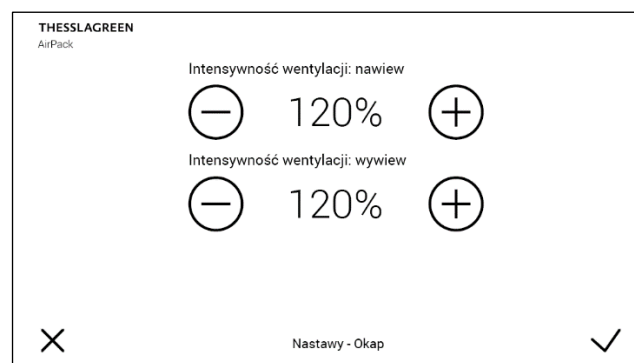 THESSLAGREEN
AirPack
Intensywność wentylacji: nawiew
120%
Intensywność wentylacji: wywiew
120%
Nastawy - Okap